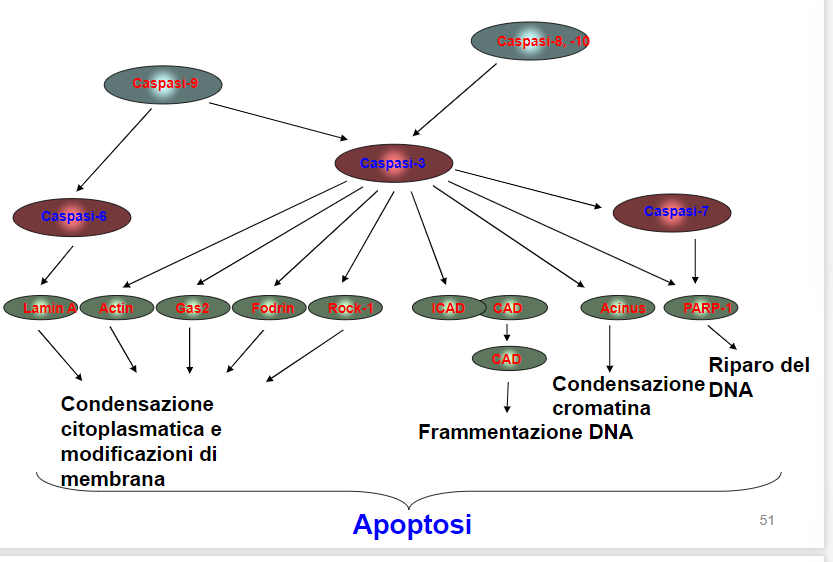 Caspasi-8, -10
Caspasi-9
Caspasi-3
Caspasi-6
Caspasi-7
Lamin A
Actin
Gas2
Fodrin
Rock-1
ICAD
CAD
Acinus
PARP-1
CAD
Riparo del
DNA
Condensazione
cromatina
Condensazione
citoplasmatica e
modificazioni di
membrana
Frammentazione DNA
Apoptosi
51